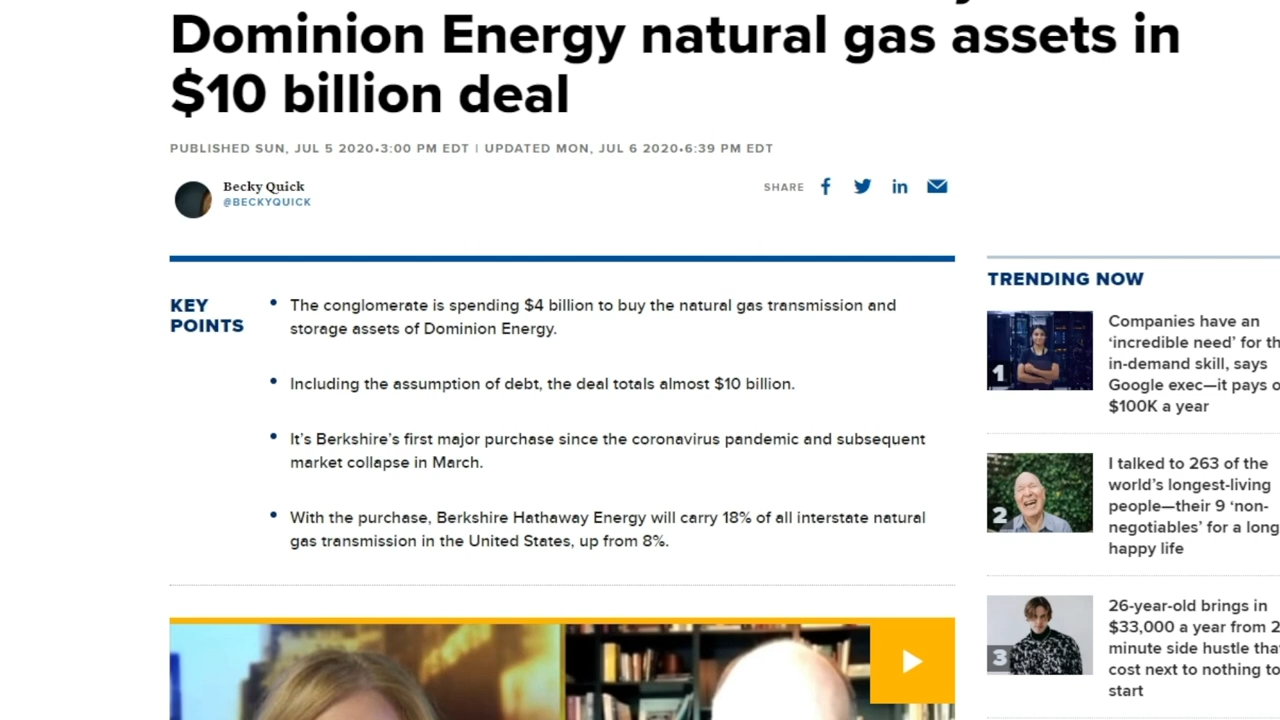 Dominion Energy natural gas assets in
$10 billion deal
PUBLISHED SUN, JUL 5 2020•3:00 PM EDT | UPDATED MON, JUL 6 2020•6:39 PM EDT
Becky Quick
@BECKYQUICK
SHARE
KEY
POINTS
The conglomerate is spending $4 billion to buy the natural gas transmission and
storage assets of Dominion Energy.
Including the assumption of debt, the deal totals almost $10 billion.
It’s Berkshire’s first major purchase since the coronavirus pandemic and subsequent
market collapse in March.
With the purchase, Berkshire Hathaway Energy will carry 18% of all interstate natural
gas transmission in the United States, up from 8%.
TRENDING NOW
1
Companies have an
‘incredible need’ for th
in-demand skill, says
Google exec—it pays o
$100K a year
2
I talked to 263 of the
world’s longest-living
people—their 9 ‘non-
negotiables’ for a long
happy life
3
26-year-old brings in
$33,000 a year from 2
minute side hustle tha
cost next to nothing to
start